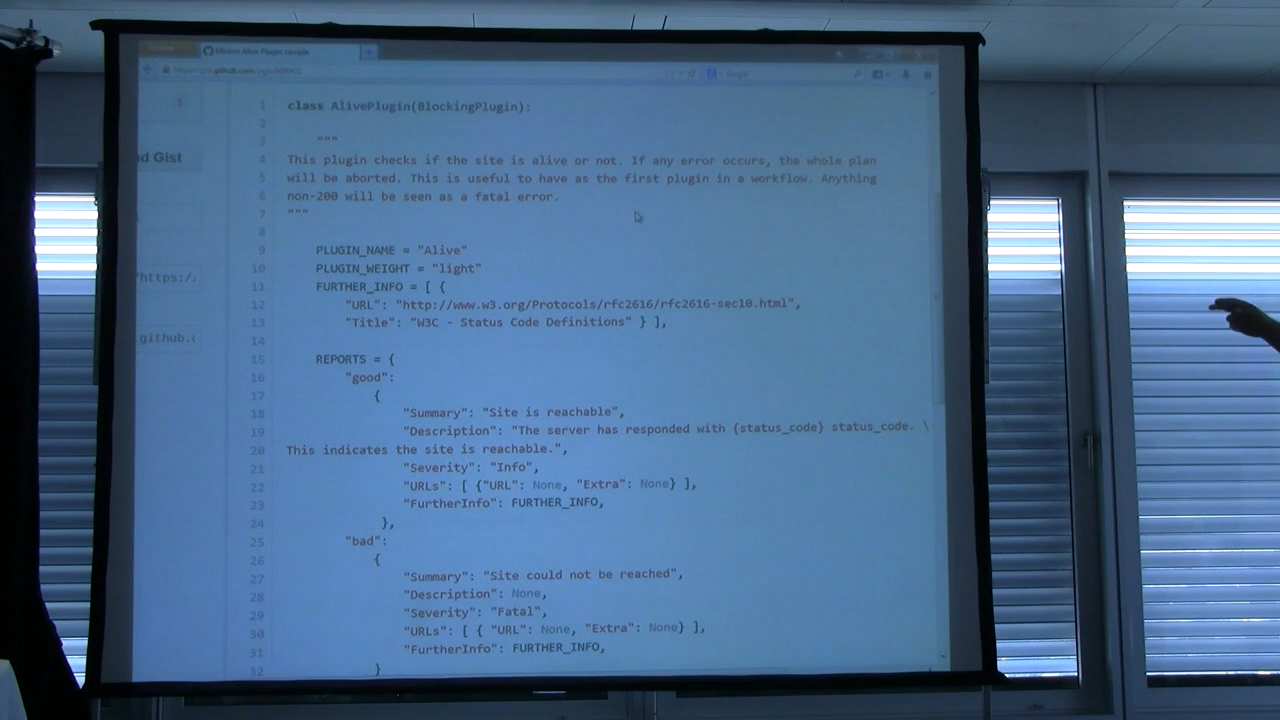 Minion Alive Plugin sample
Google
1
nd Gist
"https:/
github.c
1 class AlivePlugin(BlockingPlugin):
2
3 """
4 This plugin checks if the site is alive or not. If any error occurs, the whole plan
5 will be aborted. This is useful to have as the first plugin in a workflow. Anything
6 non-200 will be seen as a fatal error.
7 """
8
9 PLUGIN_NAME = "Alive"
10 PLUGIN_WEIGHT = "light"
11 FURTHER_INFO = [ {
12 "URL": "http://www.w3.org/Protocols/rfc2616/rfc2616-sec10.html",
13 "Title": "W3C - Status Code Definitions" } ],
14
15 REPORTS = {
16 "good":
17 {
18 "Summary": "Site is reachable",
19 "Description": "The server has responded with {status_code} status_code. \
20 This indicates the site is reachable.",
21 "Severity": "Info",
22 "URLs": [ {"URL": None, "Extra": None} ],
23 "FurtherInfo": FURTHER_INFO,
24 },
25 "bad":
26 {
27 "Summary": "Site could not be reached",
28 "Description": None,
29 "Severity": "Fatal",
30 "URLs": [ { "URL": None, "Extra": None} ],
31 "FurtherInfo": FURTHER_INFO,
32 }